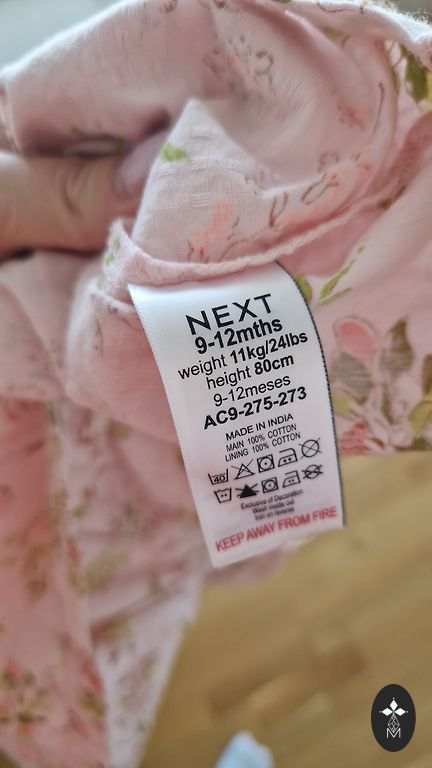 NEXT
9-12mths
weight 11kg/24lbs
height 80cm
9-12meses
AC9-275-273
MADE IN INDIA
MAIN 100% COTTON
LINING 100% COTTON
40
Exclusive of Decoration
Wash inside out
Iron on reverse
KEEP AWAY FROM FIRE
M